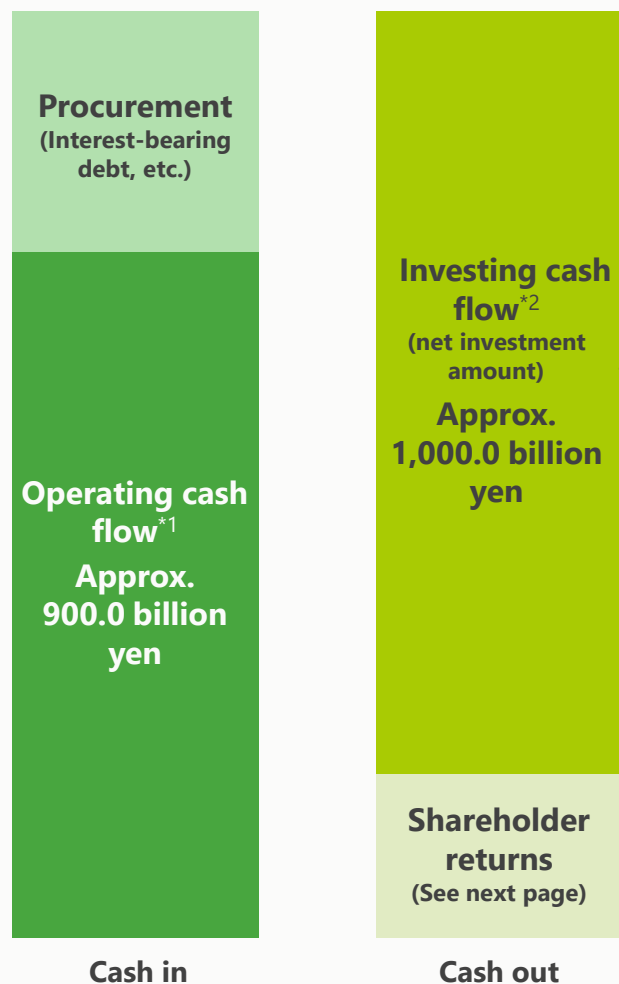 Procurement
(Interest-bearing
debt, etc.)
Operating cash
flow*1
Approx.
900.0 billion
yen
Cash in
Investing cash
flow*2
(net investment
amount)
Approx.
1,000.0 billion
yen
Shareholder
returns
(See next page)
Cash out